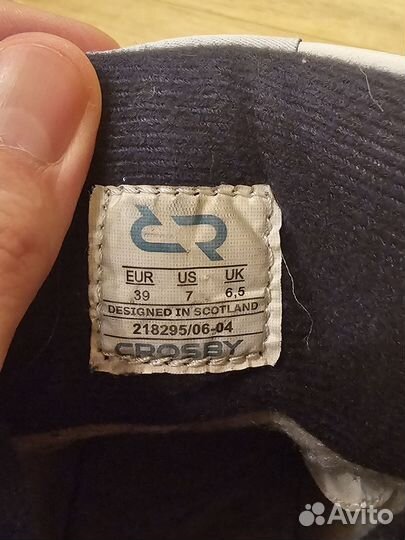 EUR US UK
39 7 6,5
DESIGNED IN SCOTLAND
218295/06-04
CROSBY
Avito